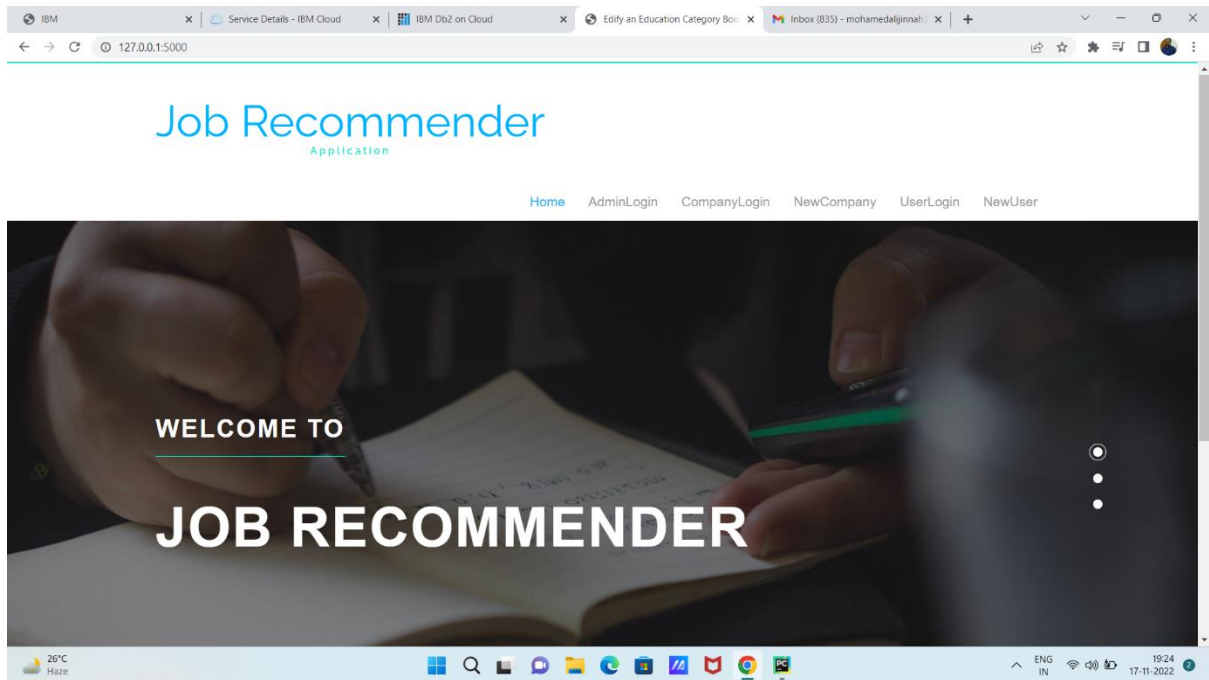 IBM
Service Details - IBM Cloud
IBM Db2 on Cloud
Edify an Education Category Boo
Inbox (835) - mohamedalijinnah
127.0.0.1:5000
Job Recommender
Application
Home AdminLogin CompanyLogin NewCompany UserLogin NewUser
WELCOME TO
JOB RECOMMENDER
26°C
Haze
ENG
IN
19:24
17-11-2022
2